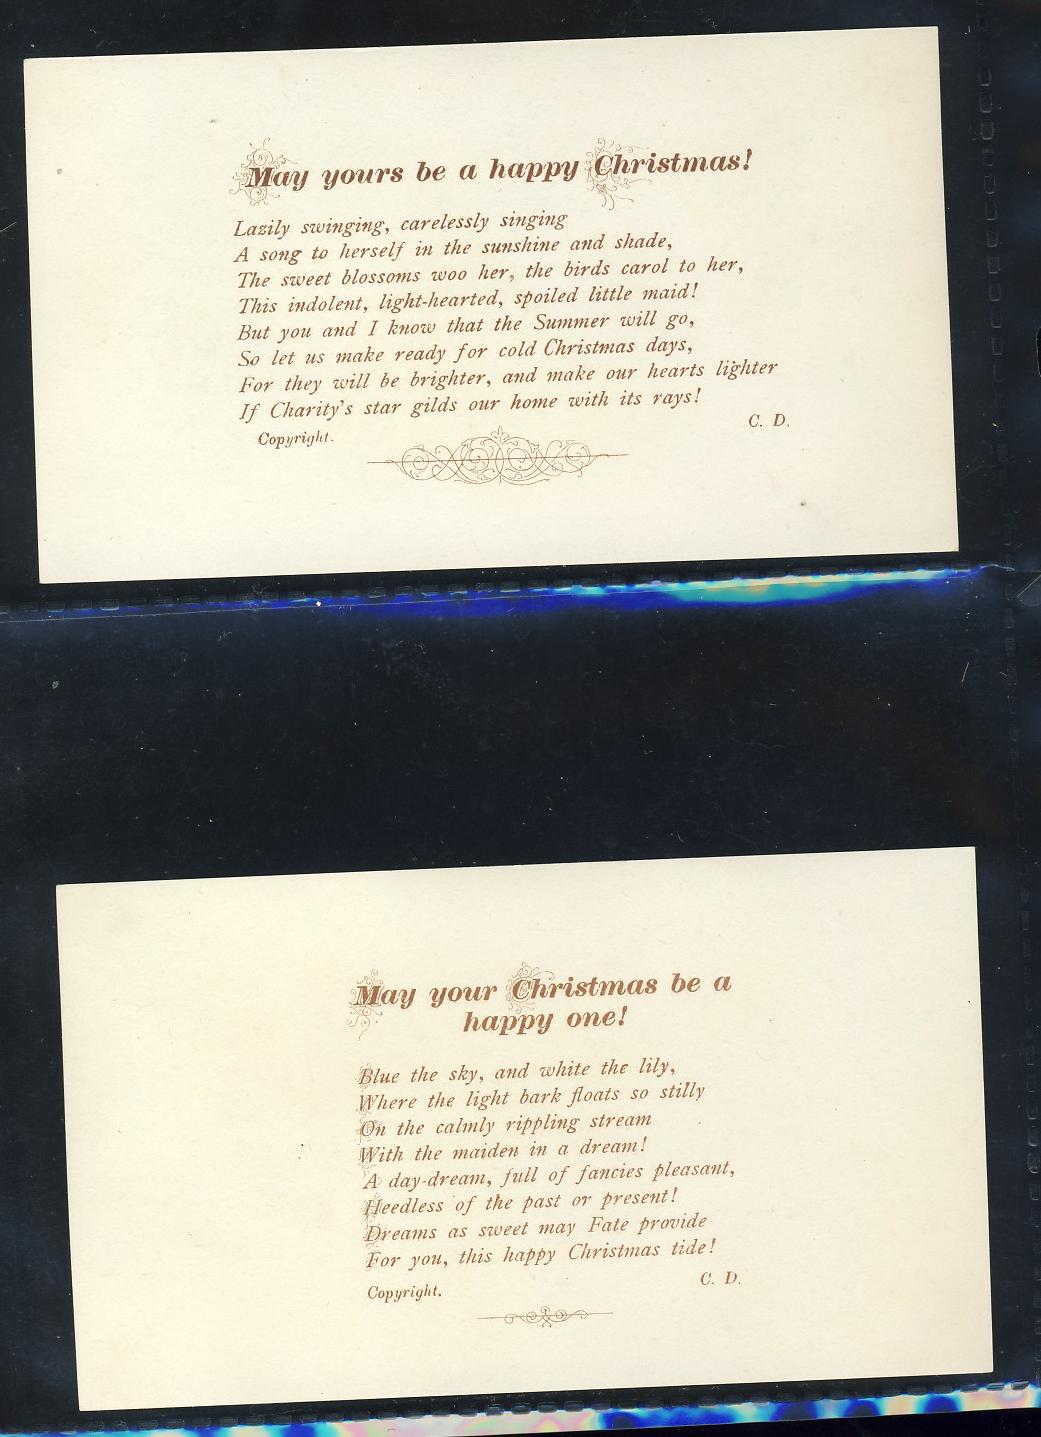 May yours be a happy Christmas!
Lazily swinging, carelessly singing
A song to herself in the sunshine and shade,
The sweet blossoms woo her, the birds carol to her,
This indolent, light-hearted, spoiled little maid!
But you and I know that the Summer will go,
So let us make ready for cold Christmas days,
For they will be brighter, and make our hearts lighter
If Charity's star gilds our home with its rays!
C. D.
Copyright.
May your Christmas be a
happy one!
Blue the sky, and white the lily,
Where the light bark floats so stilly
On the calmly rippling stream
With the maiden in a dream!
A day-dream, full of fancies pleasant,
Heedless of the past or present!
Dreams as sweet may Fate provide
For you, this happy Christmas tide!
C. D.
Copyright.